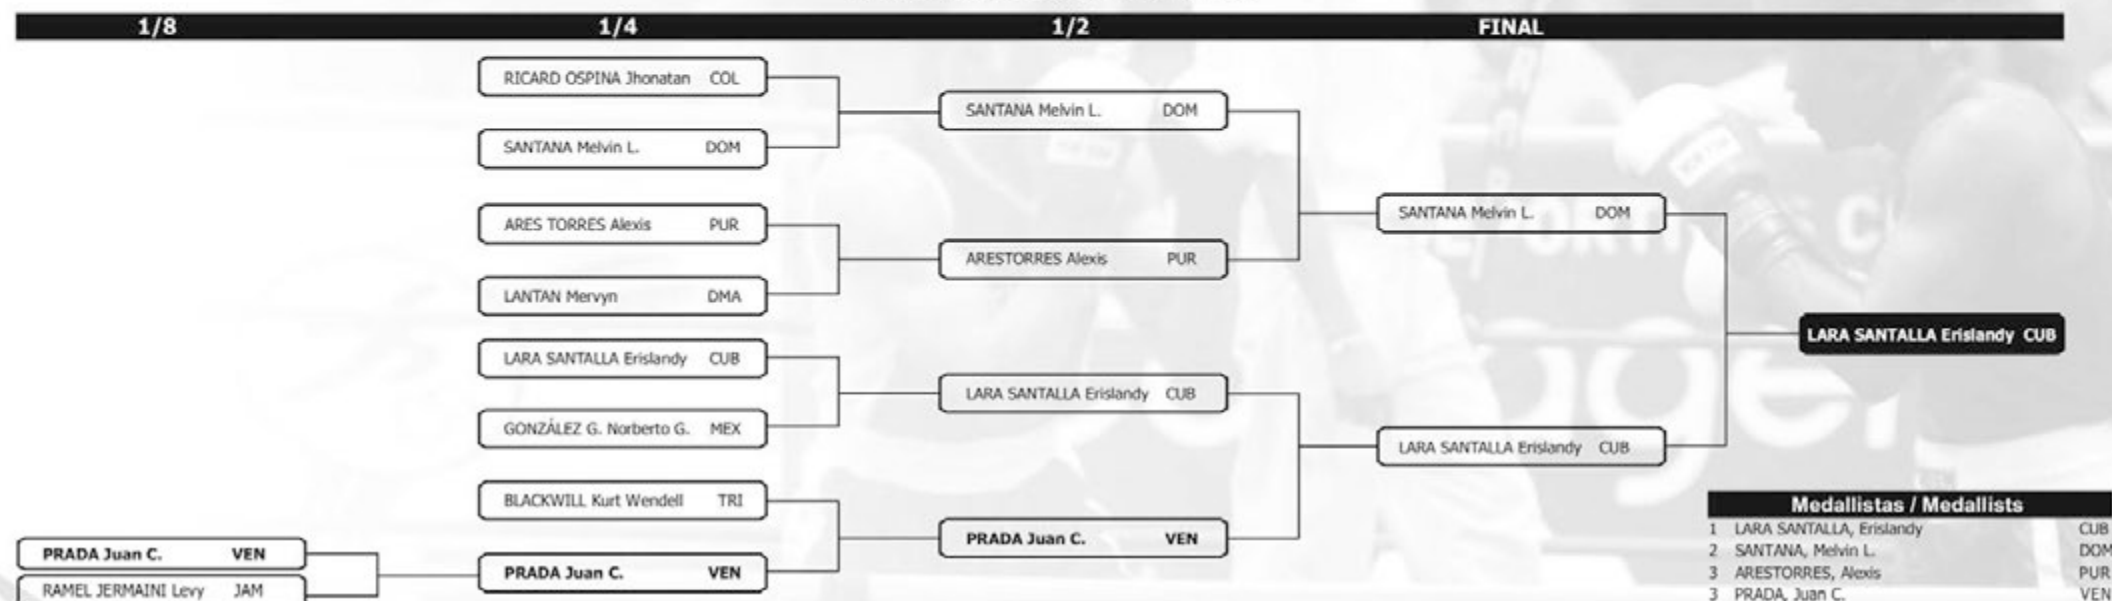 1/8 1/4 1/2 FINAL
RICARD OSPINA Jhonatan COL
SANTANA Melvin L. DOM
ARES TORRES Alexis PUR
LANTAN Mervyn DMA
LARA SANTALLA Erislandy CUB
GONZÁLEZ G. Norberto G. MEX
BLACKWILL Kurt Wendell TRI
PRADA Juan C. VEN
RAMEL JERMAINI Levy JAM
PRADA Juan C. VEN
SANTANA Melvin L. DOM
ARESTORRES Alexis PUR
LARA SANTALLA Erislandy CUB
PRADA Juan C. VEN
SANTANA Melvin L. DOM
LARA SANTALLA Erislandy CUB
LARA SANTALLA Erislandy CUB
Medallistas / Medallists
1 LARA SANTALLA, Erislandy CUB
2 SANTANA, Melvin L. DOM
3 ARESTORRES, Alexis PUR
3 PRADA, Juan C. VEN